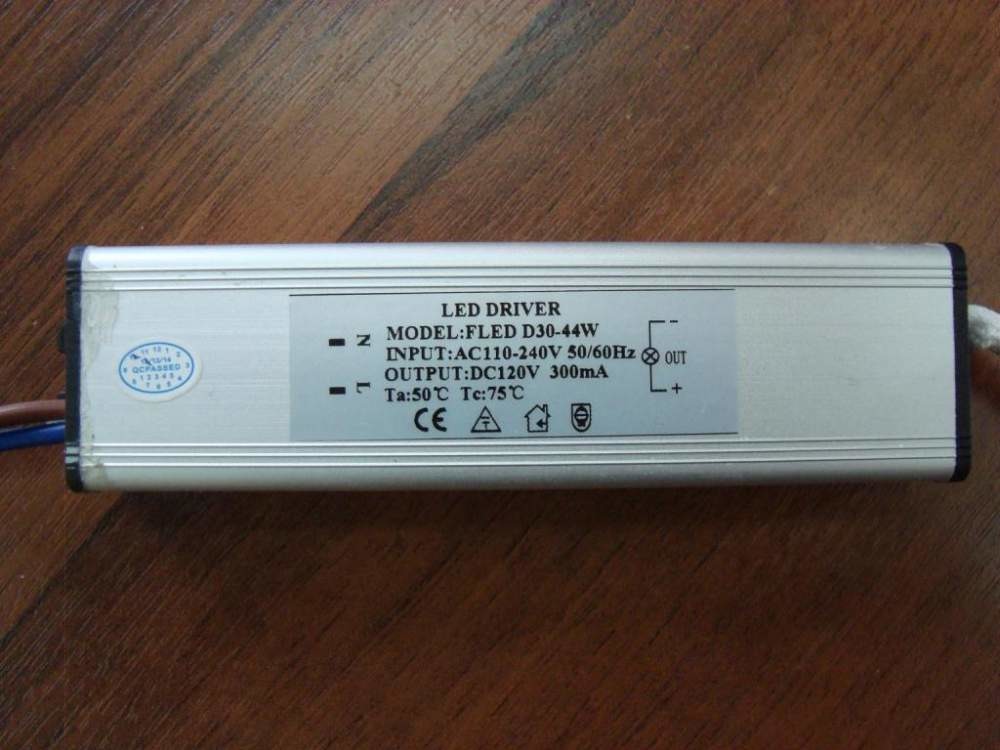 LED DRIVER
MODEL:FLED D30-44W
INPUT:AC110-240V 50/60Hz
OUTPUT:DC120V 300mA
Ta:50℃ Tc:75℃
N
L
-
OUT
+
CE
QCPASSED